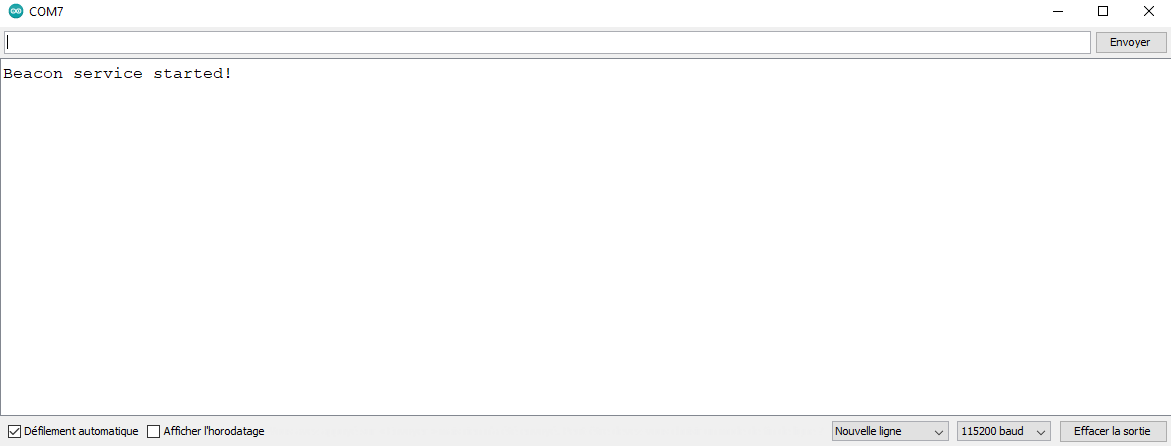 COM7
Envoyer
Beacon service started!
Défilement automatique Afficher l'horodatage Nouvelle ligne 115200 baud Effacer la sortie